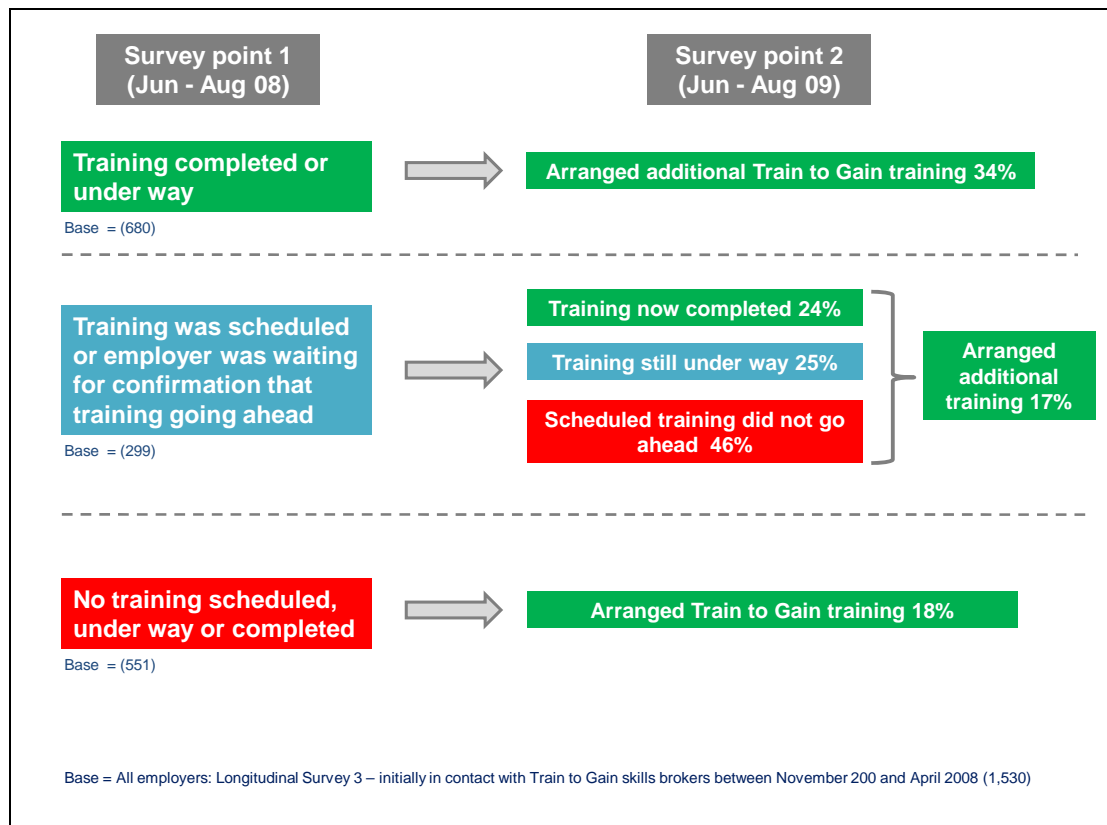 Survey point 1
(Jun - Aug 08)
Survey point 2
(Jun - Aug 09)
Training completed or
under way
Arranged additional Train to Gain training 34%
Base = (680)
Training was scheduled
or employer was waiting
for confirmation that
training going ahead
Training now completed 24%
Training still under way 25%
Scheduled training did not go
ahead 46%
Arranged
additional
training 17%
Base = (299)
No training scheduled,
under way or completed
Arranged Train to Gain training 18%
Base = (551)
Base = All employers: Longitudinal Survey 3 – initially in contact with Train to Gain skills brokers between November 200 and April 2008 (1,530)